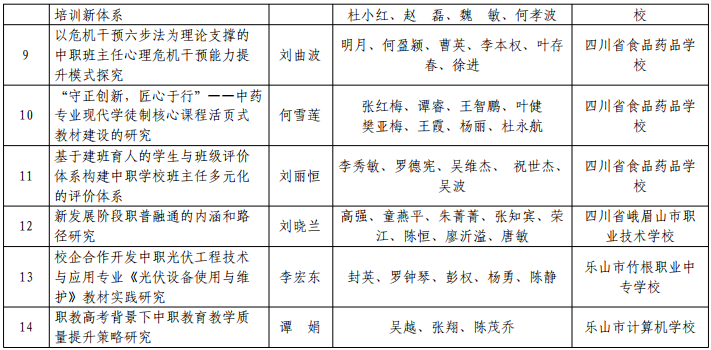 培训新体系
杜小红、赵　磊、魏　敏、何孝波
校
9
以危机干预六步法为理论支撑的
中职班主任心理危机干预能力提
升模式探究
刘曲波
明月、何盈颖、曹英、李本权、叶存
春、徐进
四川省食品药品学
校
10
“守正创新，匠心于行”——中药
专业现代学徒制核心课程活页式
教材建设的研究
何雪莲
张红梅、谭睿、王智鹏、叶健
樊亚梅、王霞、杨丽、杜永航
四川省食品药品学
校
11
基于建班育人的学生与班级评价
体系构建中职学校班主任多元化
的评价体系
刘丽恒
李秀敏、罗德宪、吴维杰、 祝世杰、
吴波
四川省食品药品学
校
12
新发展阶段职普融通的内涵和路
径研究
刘晓兰
高强、童燕平、朱菁菁、张知宾、荣
江、陈恒、廖沂溢、唐敏
四川省峨眉山市职
业技术学校
13
校企合作开发中职光伏工程技术
与应用专业《光伏设备使用与维
护》教材实践研究
李宏东
封英、罗钟琴、彭权、杨勇、陈静
乐山市竹根职业中
专学校
14
职教高考背景下中职教育教学质
量提升策略研究
谭　娟
吴越、张翔、陈茂乔
乐山市计算机学校